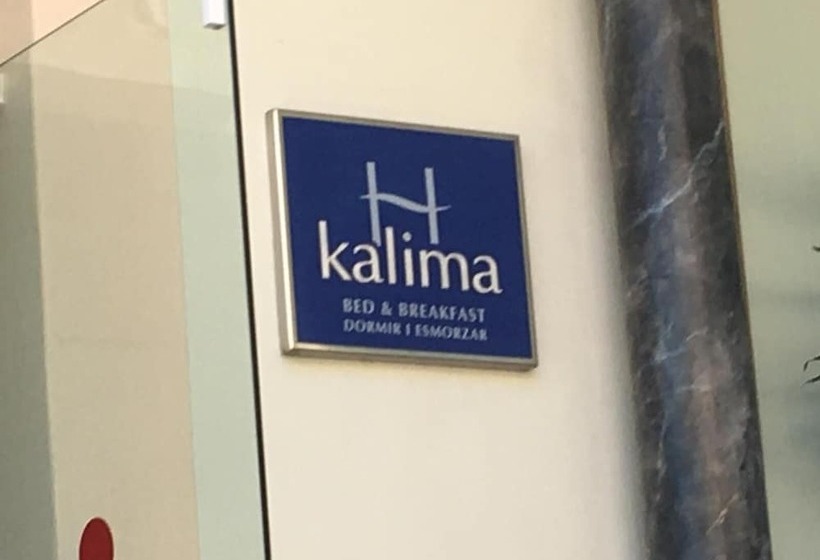 H
kalima
BED & BREAKFAST
DORMIR I ESMORZAR